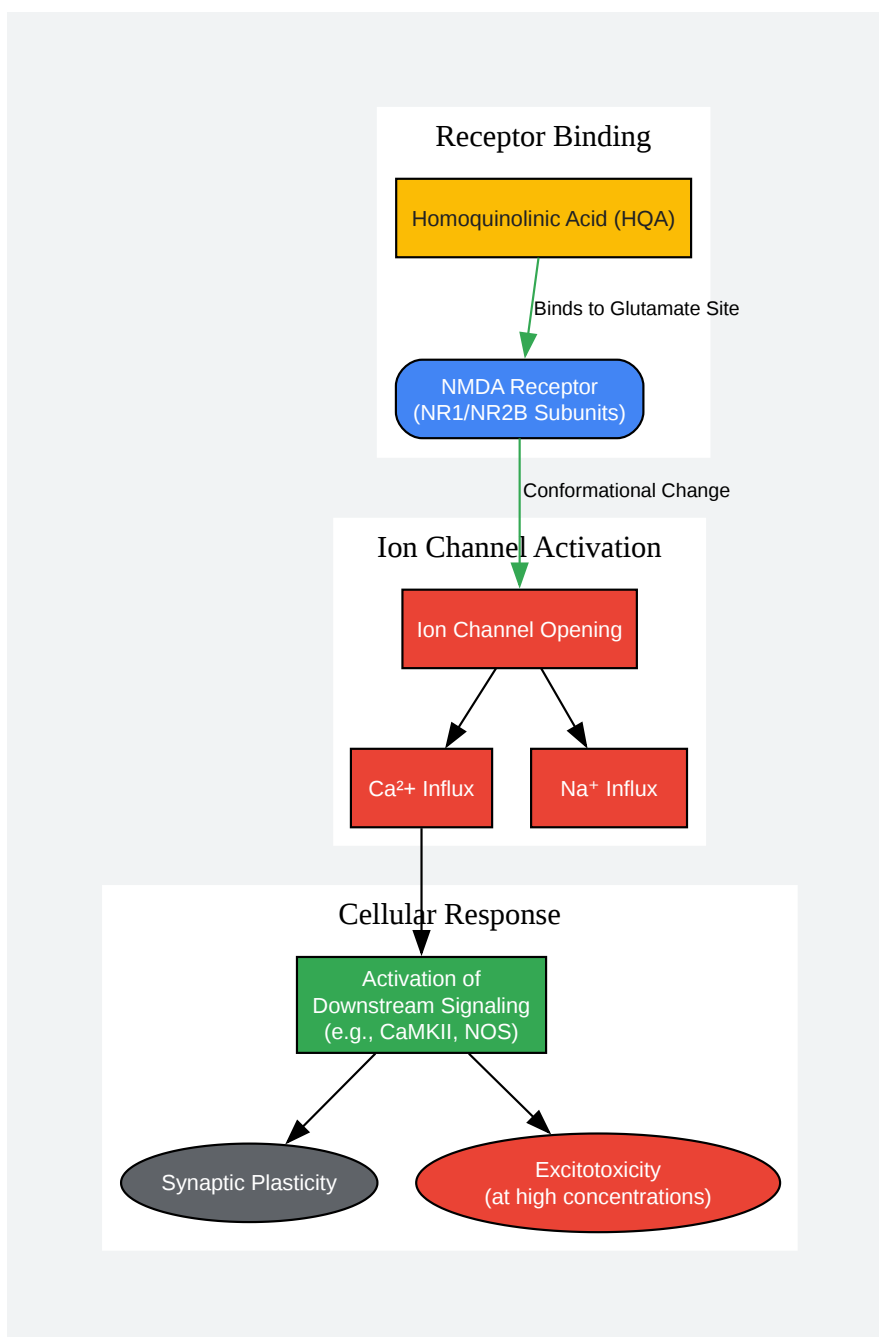 Receptor Binding
Homoquinolinic Acid (HQA)
Binds to Glutamate Site
NMDA Receptor
(NR1/NR2B Subunits)
Conformational Change
Ion Channel Activation
Ion Channel Opening
Ca²+ Influx
Na⁺ Influx
Cellular Response
Activation of
Downstream Signaling
(e.g., CaMKII, NOS)
Synaptic Plasticity
Excitotoxicity
(at high concentrations)